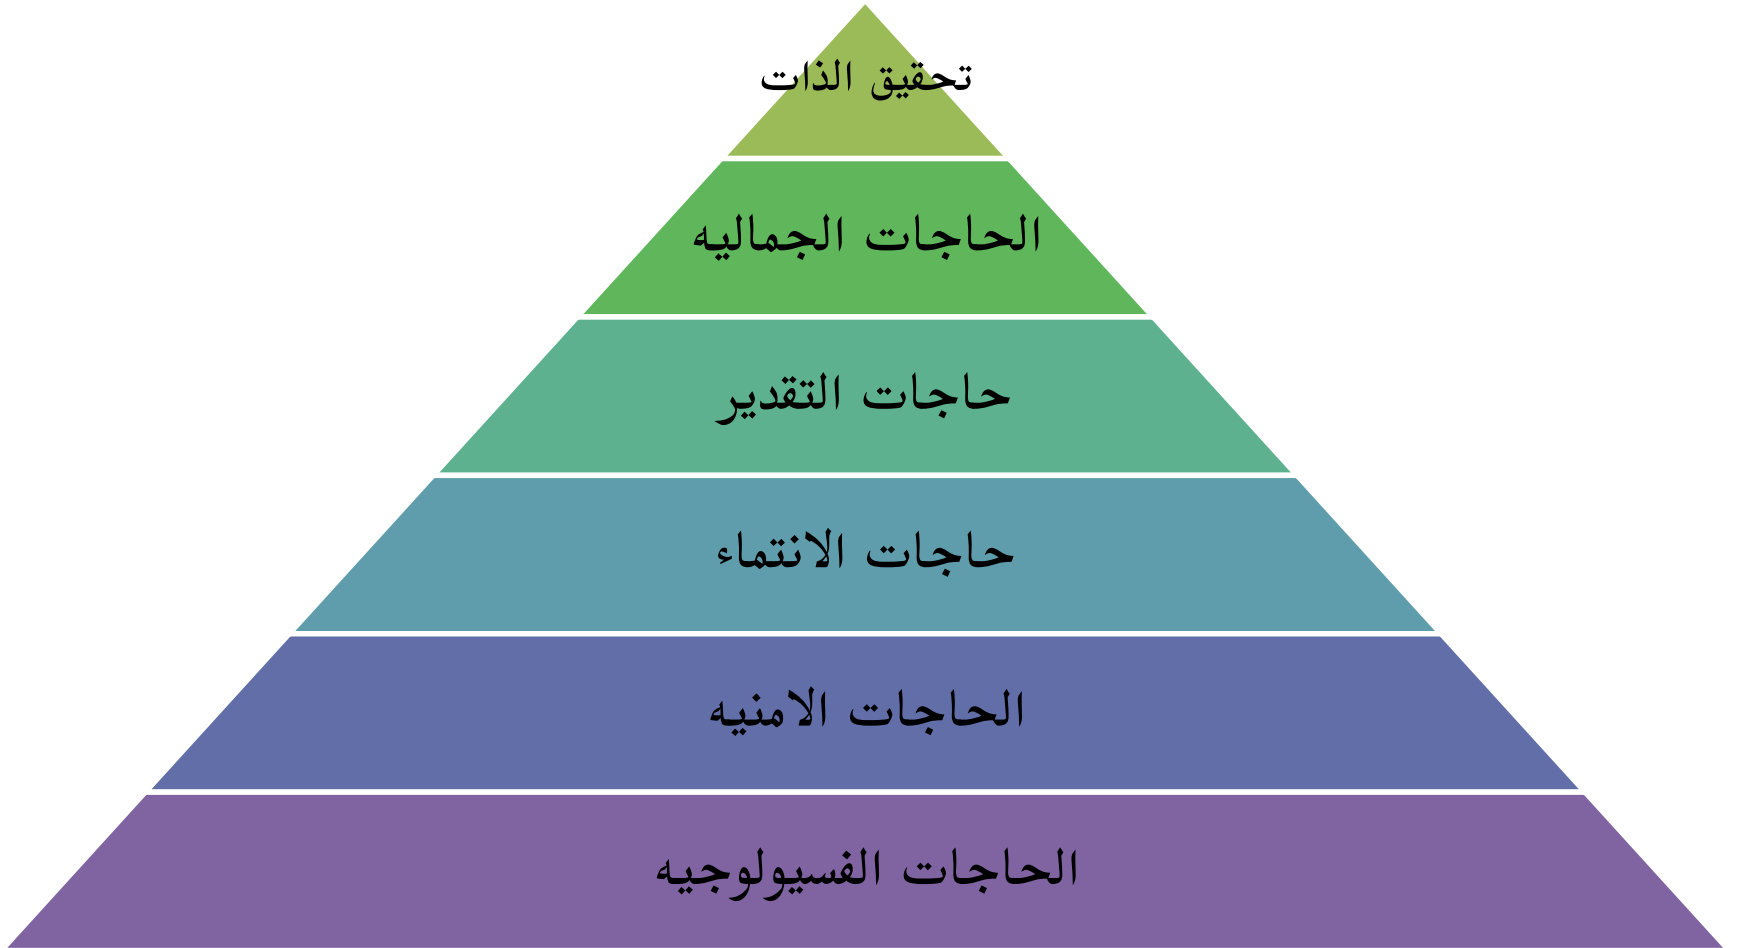 تحقيق الذات
الحاجات الجماليه
حاجات التقدير
حاجات الانتماء
الحاجات الامنيه
الحاجات الفسيولوجيه